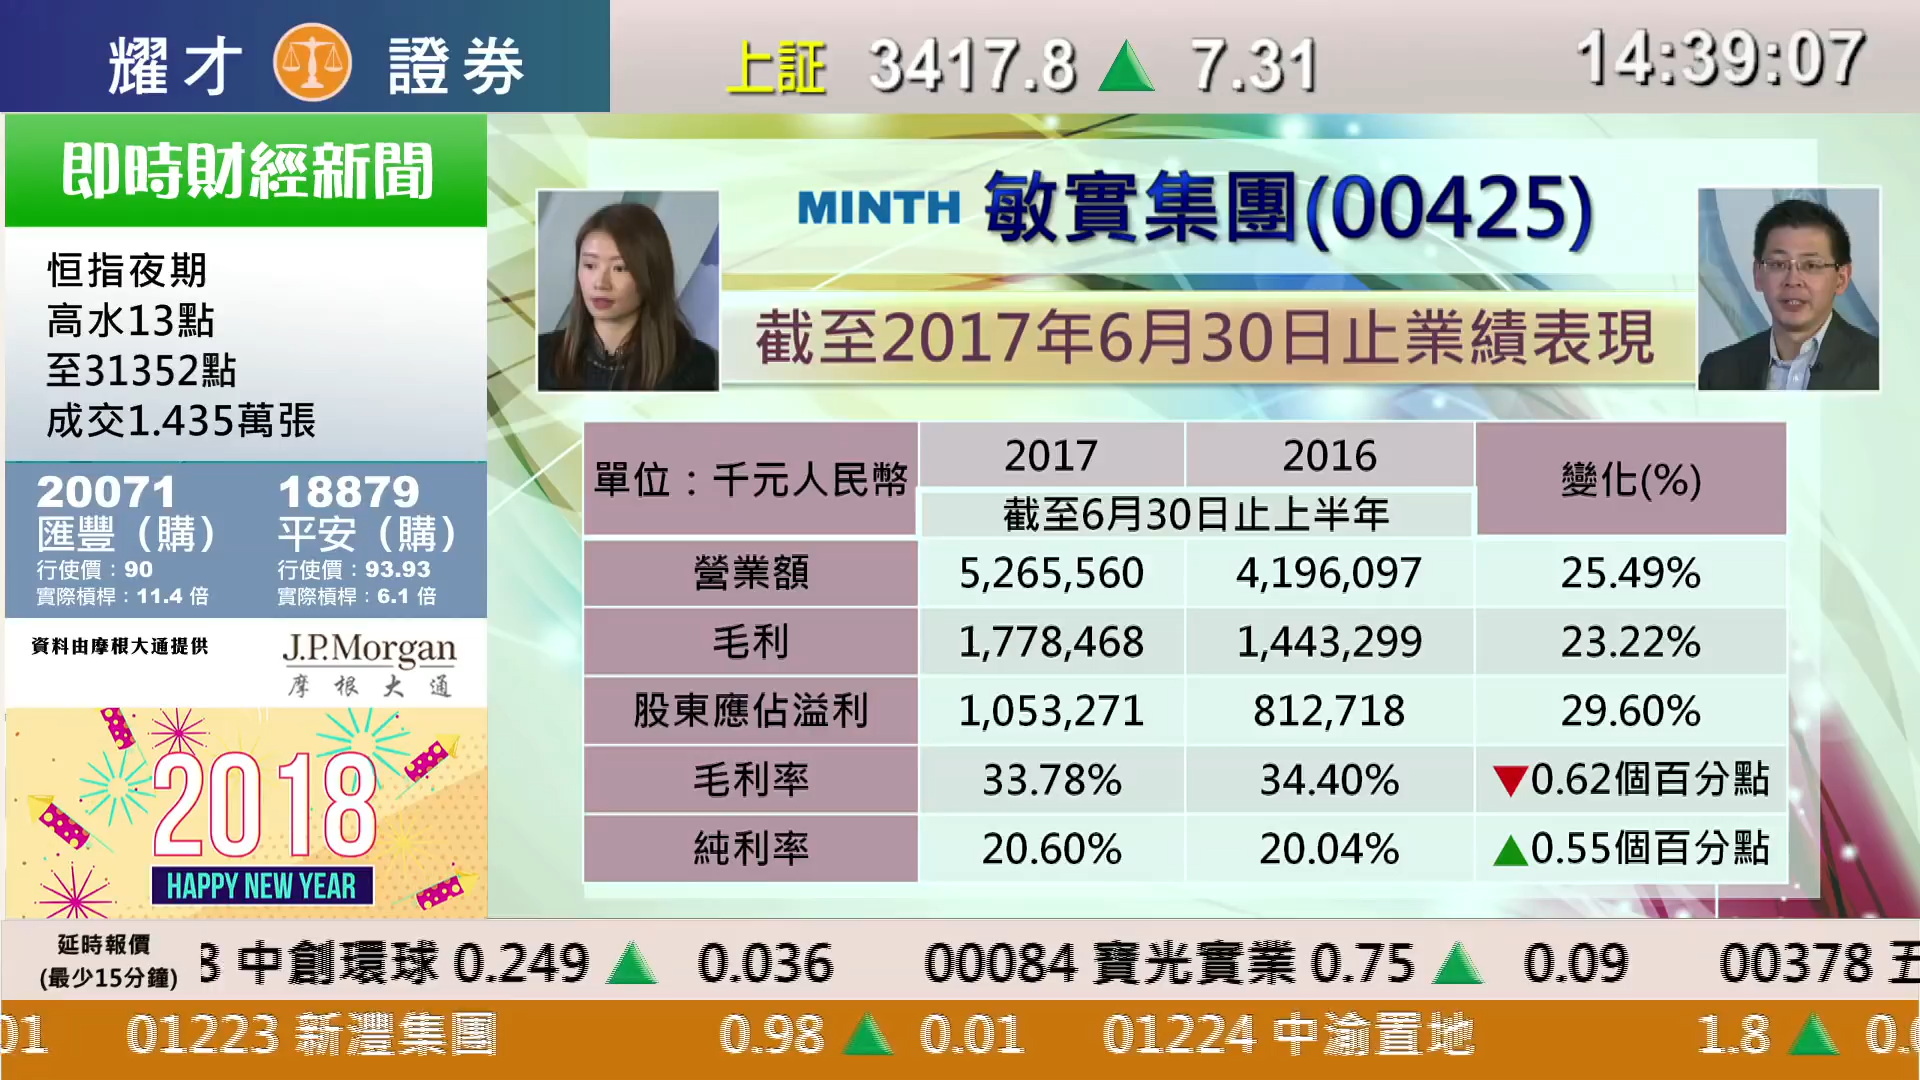 耀才 證券
上証 3417.8 ▲ 7.31
14:39:07
即時財經新聞
恒指夜期
高水13點
至31352點
成交1.435萬張
20071 18879
匯豐（購） 平安（購）
行使價：90 行使價：93.93
實際槓桿：11.4 倍 實際槓桿：6.1 倍
資料由摩根大通提供
J.P.Morgan
摩根大通
2018
HAPPY NEW YEAR
MINTH 敏實集團(00425)
截至2017年6月30日止業績表現
單位：千元人民幣 2017 2016 變化(%)
截至6月30日止上半年
營業額 5,265,560 4,196,097 25.49%
毛利 1,778,468 1,443,299 23.22%
股東應佔溢利 1,053,271 812,718 29.60%
毛利率 33.78% 34.40% ▼0.62個百分點
純利率 20.60% 20.04% ▲0.55個百分點
延時報價
(最少15分鐘)
中創環球 0.249 ▲ 0.036 00084 寶光實業 0.75 ▲ 0.09 00378
01 01223 新灃集團 0.98 ▲ 0.01 01224 中渝置地 1.8 ▲